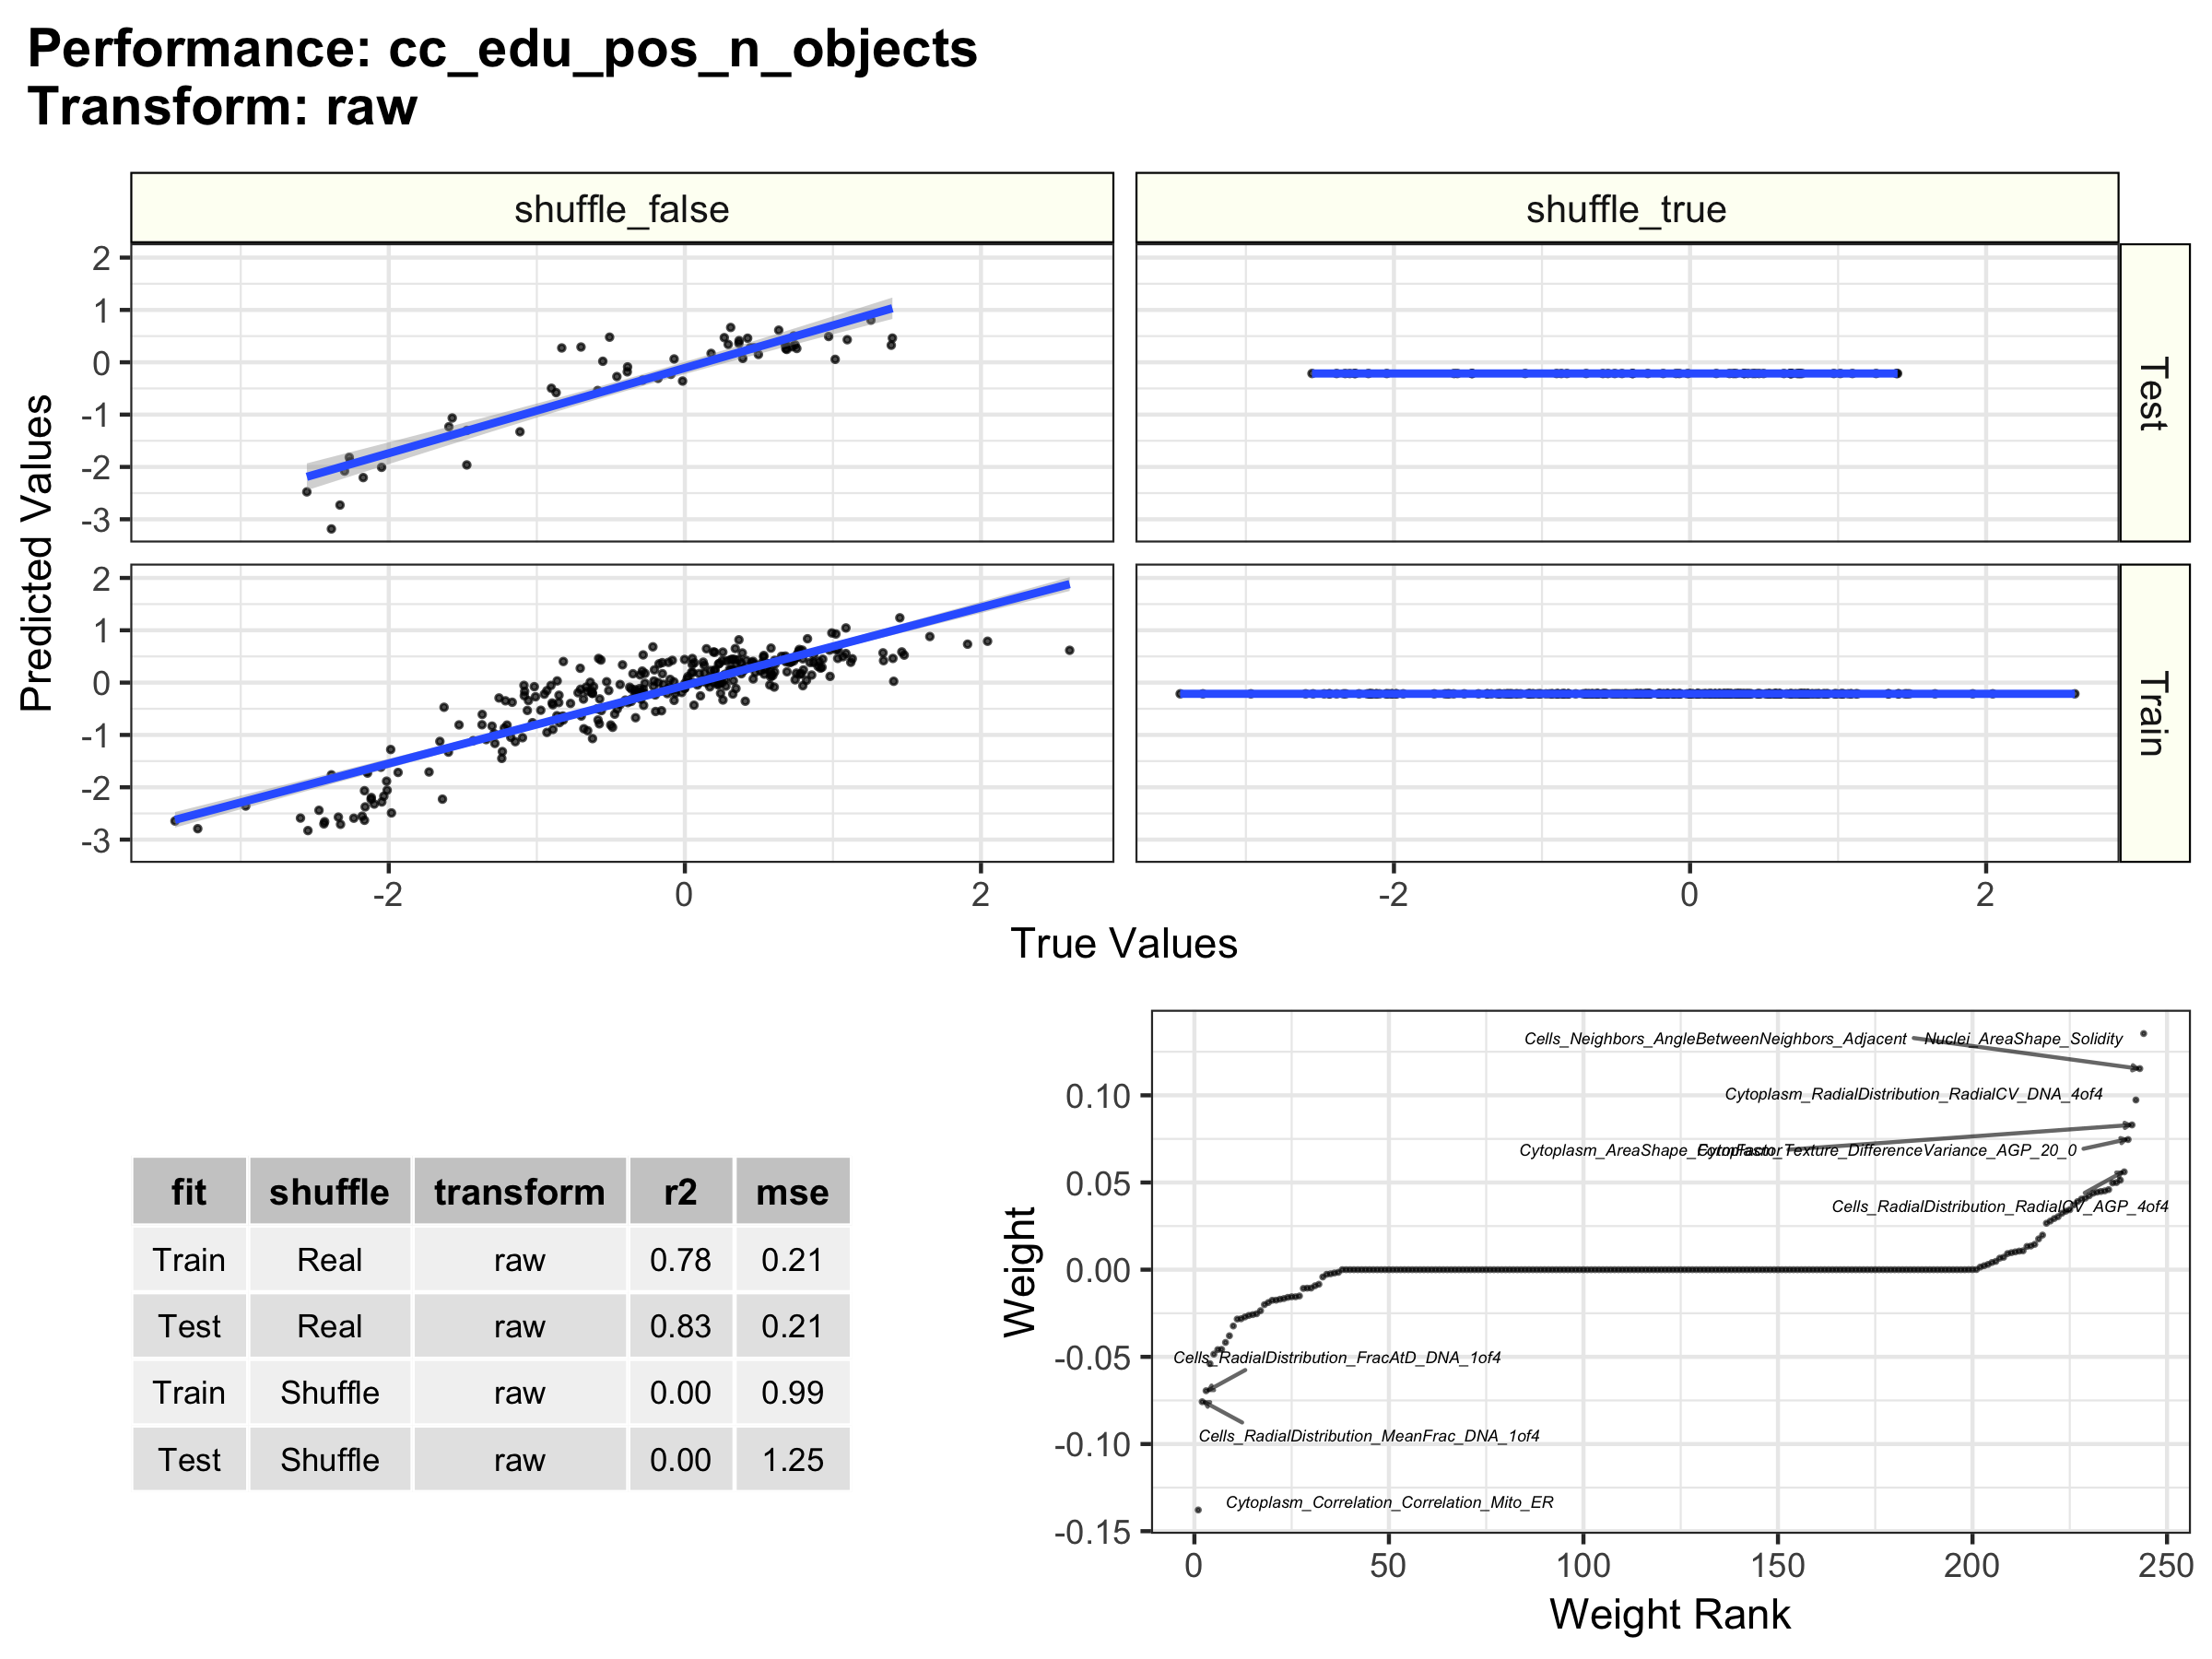 Performance: cc_edu_pos_n_objects
Transform: raw
shuffle_false
shuffle_true
2
1
0
-1
-2
-3
Test
2
1
0
-1
-2
-3
Train
Predicted Values
-2
0
2
-2
0
2
True Values
fit shuffle transform r2 mse
Train Real raw 0.78 0.21
Test Real raw 0.83 0.21
Train Shuffle raw 0.00 0.99
Test Shuffle raw 0.00 1.25
Weight
0.10
0.05
0.00
-0.05
-0.10
-0.15
Cells_Neighbors_AngleBetweenNeighbors_Adjacent
Nuclei_AreaShape_Solidity
Cytoplasm_RadialDistribution_RadialCV_DNA_4of4
Cytoplasm_AreaShape_FormFactor
Cytoplasm_Texture_DifferenceVariance_AGP_20_0
Cells_RadialDistribution_RadialCV_AGP_4of4
Cells_RadialDistribution_FracAtD_DNA_1of4
Cells_RadialDistribution_MeanFrac_DNA_1of4
Cytoplasm_Correlation_Correlation_Mito_ER
0
50
100
150
200
250
Weight Rank